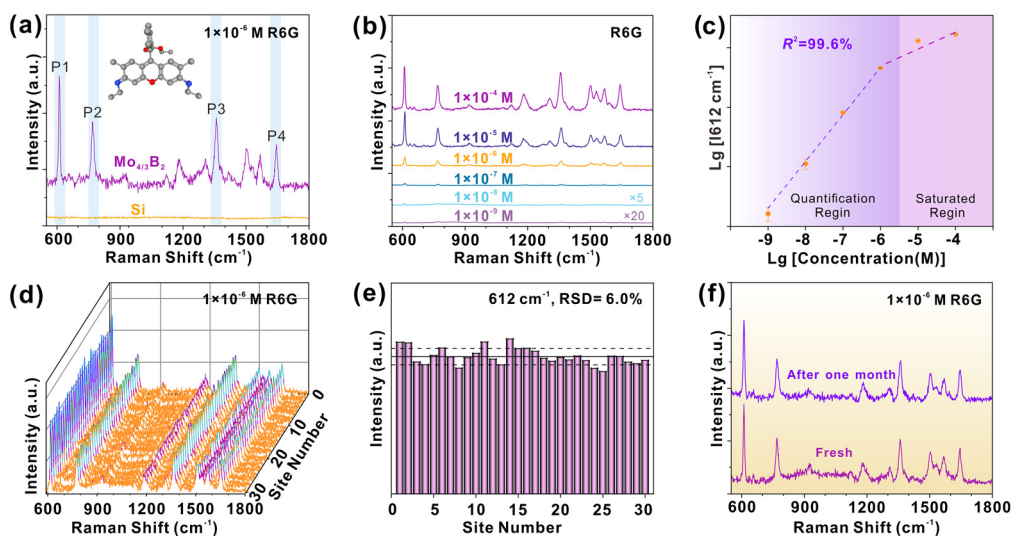 (a)
1×10⁻⁶ M R6G
P1
P2
P3
P4
Mo₄/₃B₂
Si
Intensity (a.u.)
600 900 1200 1500 1800
Raman Shift (cm⁻¹)
(b)
R6G
1×10⁻⁴ M
1×10⁻⁵ M
1×10⁻⁶ M
1×10⁻⁷ M
1×10⁻⁸ M
×5
1×10⁻⁹ M
×20
Intensity (a.u.)
600 900 1200 1500 1800
Raman Shift (cm⁻¹)
(c)
R²=99.6%
Quantification
Regin
Saturated
Regin
Lg [I612 cm⁻¹]
-9 -8 -7 -6 -5 -4
Lg [Concentration(M)]
(d)
1×10⁻⁶ M R6G
Intensity (a.u.)
600 900 1200 1500 1800
Raman Shift (cm⁻¹)
0
10
20
30
Site Number
(e)
612 cm⁻¹, RSD= 6.0%
Intensity (a.u.)
0 5 10 15 20 25 30
Site Number
(f)
1×10⁻⁶ M R6G
After one month
Fresh
Intensity (a.u.)
600 900 1200 1500 1800
Raman Shift (cm⁻¹)